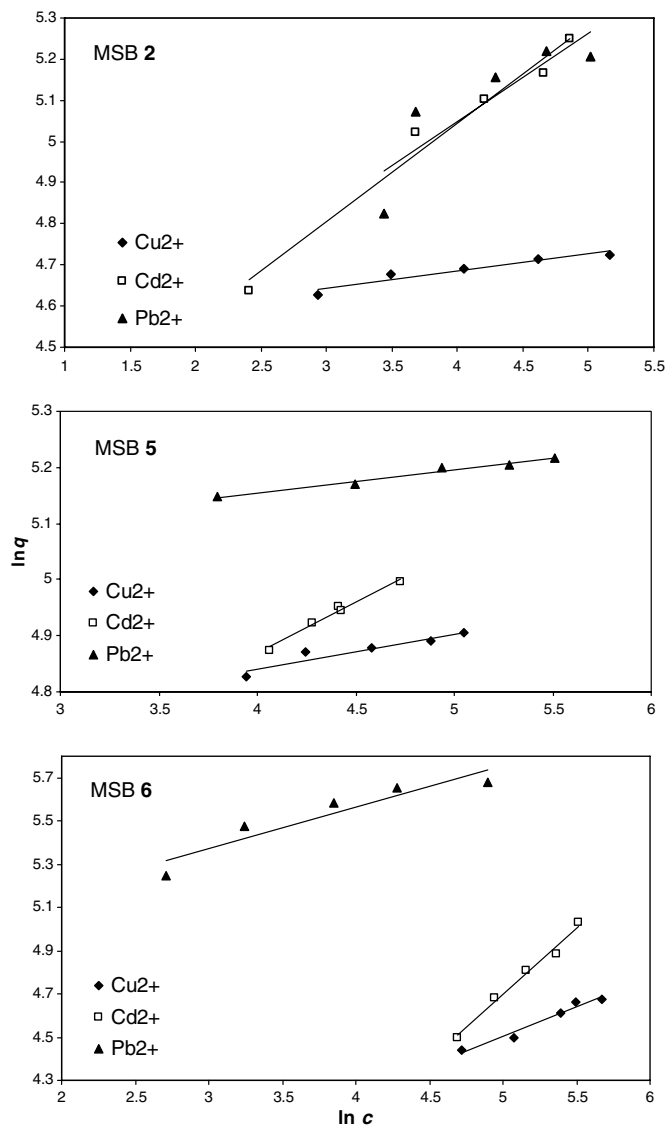 5.3
MSB 2
5.2
5.1
5
4.9
4.8
Cu2+
4.7
Cd2+
4.6
Pb2+
4.5
1 1.5 2 2.5 3 3.5 4 4.5 5 5.5
5.3
MSB 5
5.2
5.1
ln q
5
Cu2+
Cd2+
4.9
Pb2+
4.8
3 3.5 4 4.5 5 5.5 6
5.7
MSB 6
5.5
5.3
5.1
4.9
Cu2+
4.7
Cd2+
4.5
Pb2+
4.3
2 2.5 3 3.5 4 4.5 5 5.5 6
ln c